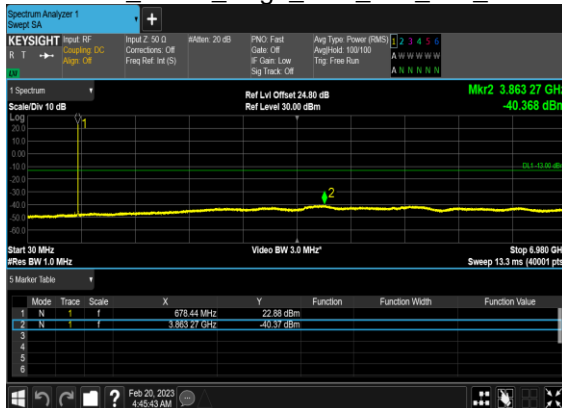 Spectrum Analyzer 1
Swept SA
+
KEYSIGHT
R T
LXI
Input: RF
Coupling: DC
Align: Off
Input Z: 50 Ω
Corrections: Off
Freq Ref: Int (S)
#Atten: 20 dB
PNO: Fast
Gate: Off
IF Gain: Low
Sig Track: Off
Avg Type: Power (RMS)
Avg|Hold: 100/100
Trig: Free Run
1 2 3 4 5 6
A W W W W W
A N N N N N
1 Spectrum
Scale/Div 10 dB
Ref Lvl Offset 24.80 dB
Ref Level 30.00 dBm
Mkr2 3.863 27 GHz
-40.368 dBm
Log
20.0
10.0
0.00
-10.0
-20.0
-30.0
-40.0
-50.0
-60.0
1
2
DL1 -13.00 dBm
Start 30 MHz
#Res BW 1.0 MHz
Video BW 3.0 MHz*
Stop 6.980 GHz
Sweep 13.3 ms (40001 pts)
5 Marker Table
Mode Trace Scale X Y Function Function Width Function Value
1 N 1 f 678.44 MHz 22.88 dBm
2 N 1 f 3.863 27 GHz -40.37 dBm
3
4
5
6
?
Feb 20, 2023
4:45:43 AM